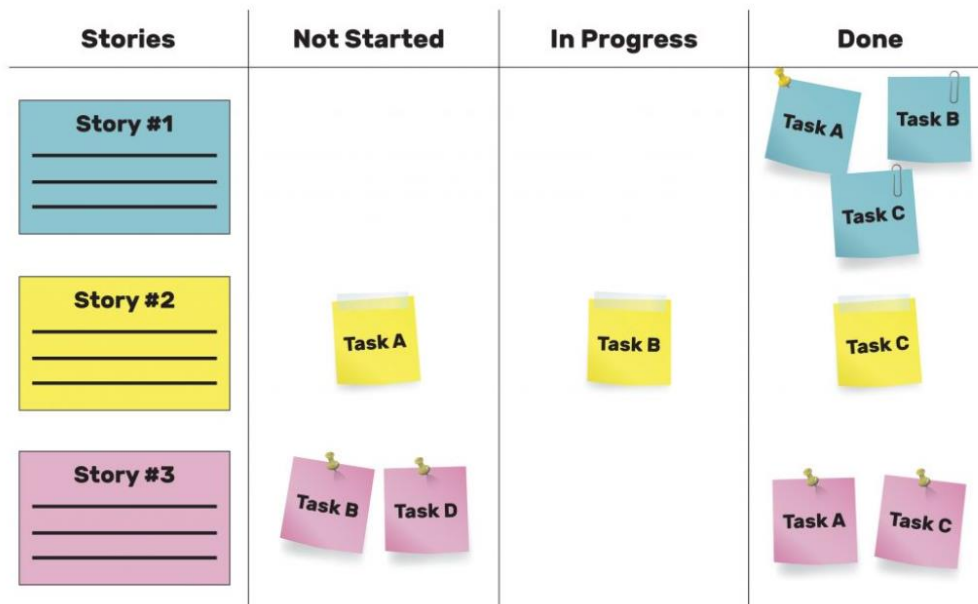 Stories
Not Started
In Progress
Done
Story #1
Task A
Task B
Task C
Story #2
Task A
Task B
Task C
Story #3
Task B
Task D
Task A
Task C